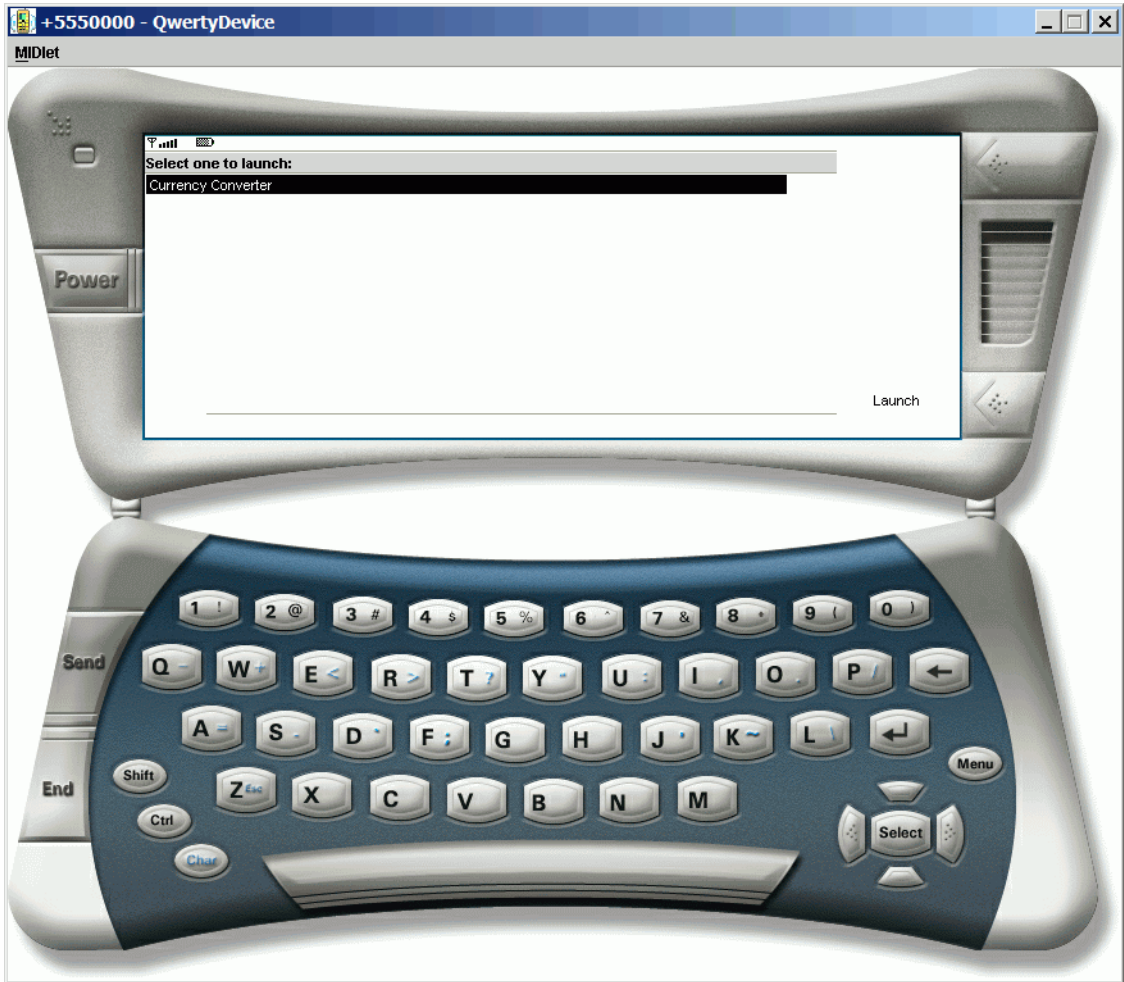 +5550000 - QwertyDevice
MIDlet
Select one to launch:
Currency Converter
Power
Launch
1 ! 2 @ 3 # 4 $ 5 % 6 ^ 7 & 8 * 9 ( 0 )
Send
Q - W + E < R > T ? Y " U : I , O . P /
A = S - D ` F ; G H J ' K ~ L \
Shift
Menu
End
Z Esc X C V B N M
Ctrl
Select
Char